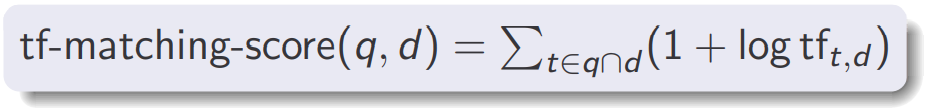 tf-matching-score(q, d) = ∑t∈q∩d(1 + log tft,d)